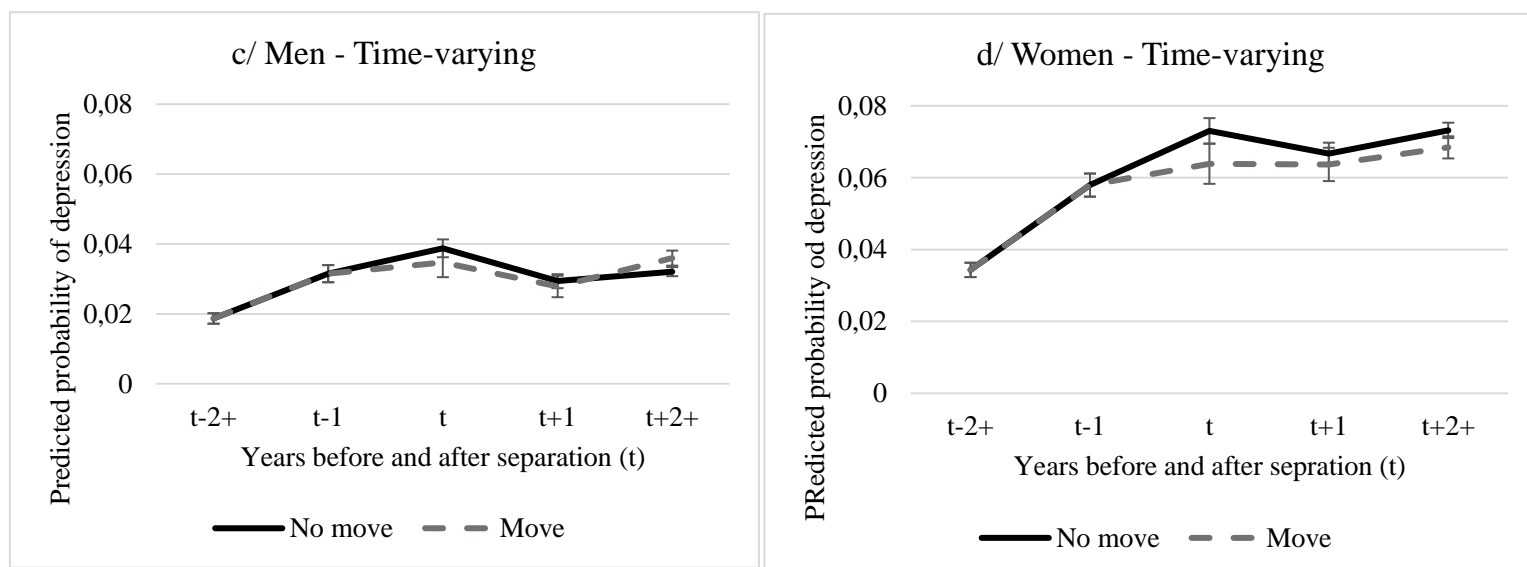 c/ Men - Time-varying
Predicted probability of depression
0,08
0,06
0,04
0,02
0
t-2+ t-1 t t+1 t+2+
Years before and after separation (t)
No move Move
d/ Women - Time-varying
PRedicted probability od depression
0,08
0,06
0,04
0,02
0
t-2+ t-1 t t+1 t+2+
Years before and after sepration (t)
No move Move